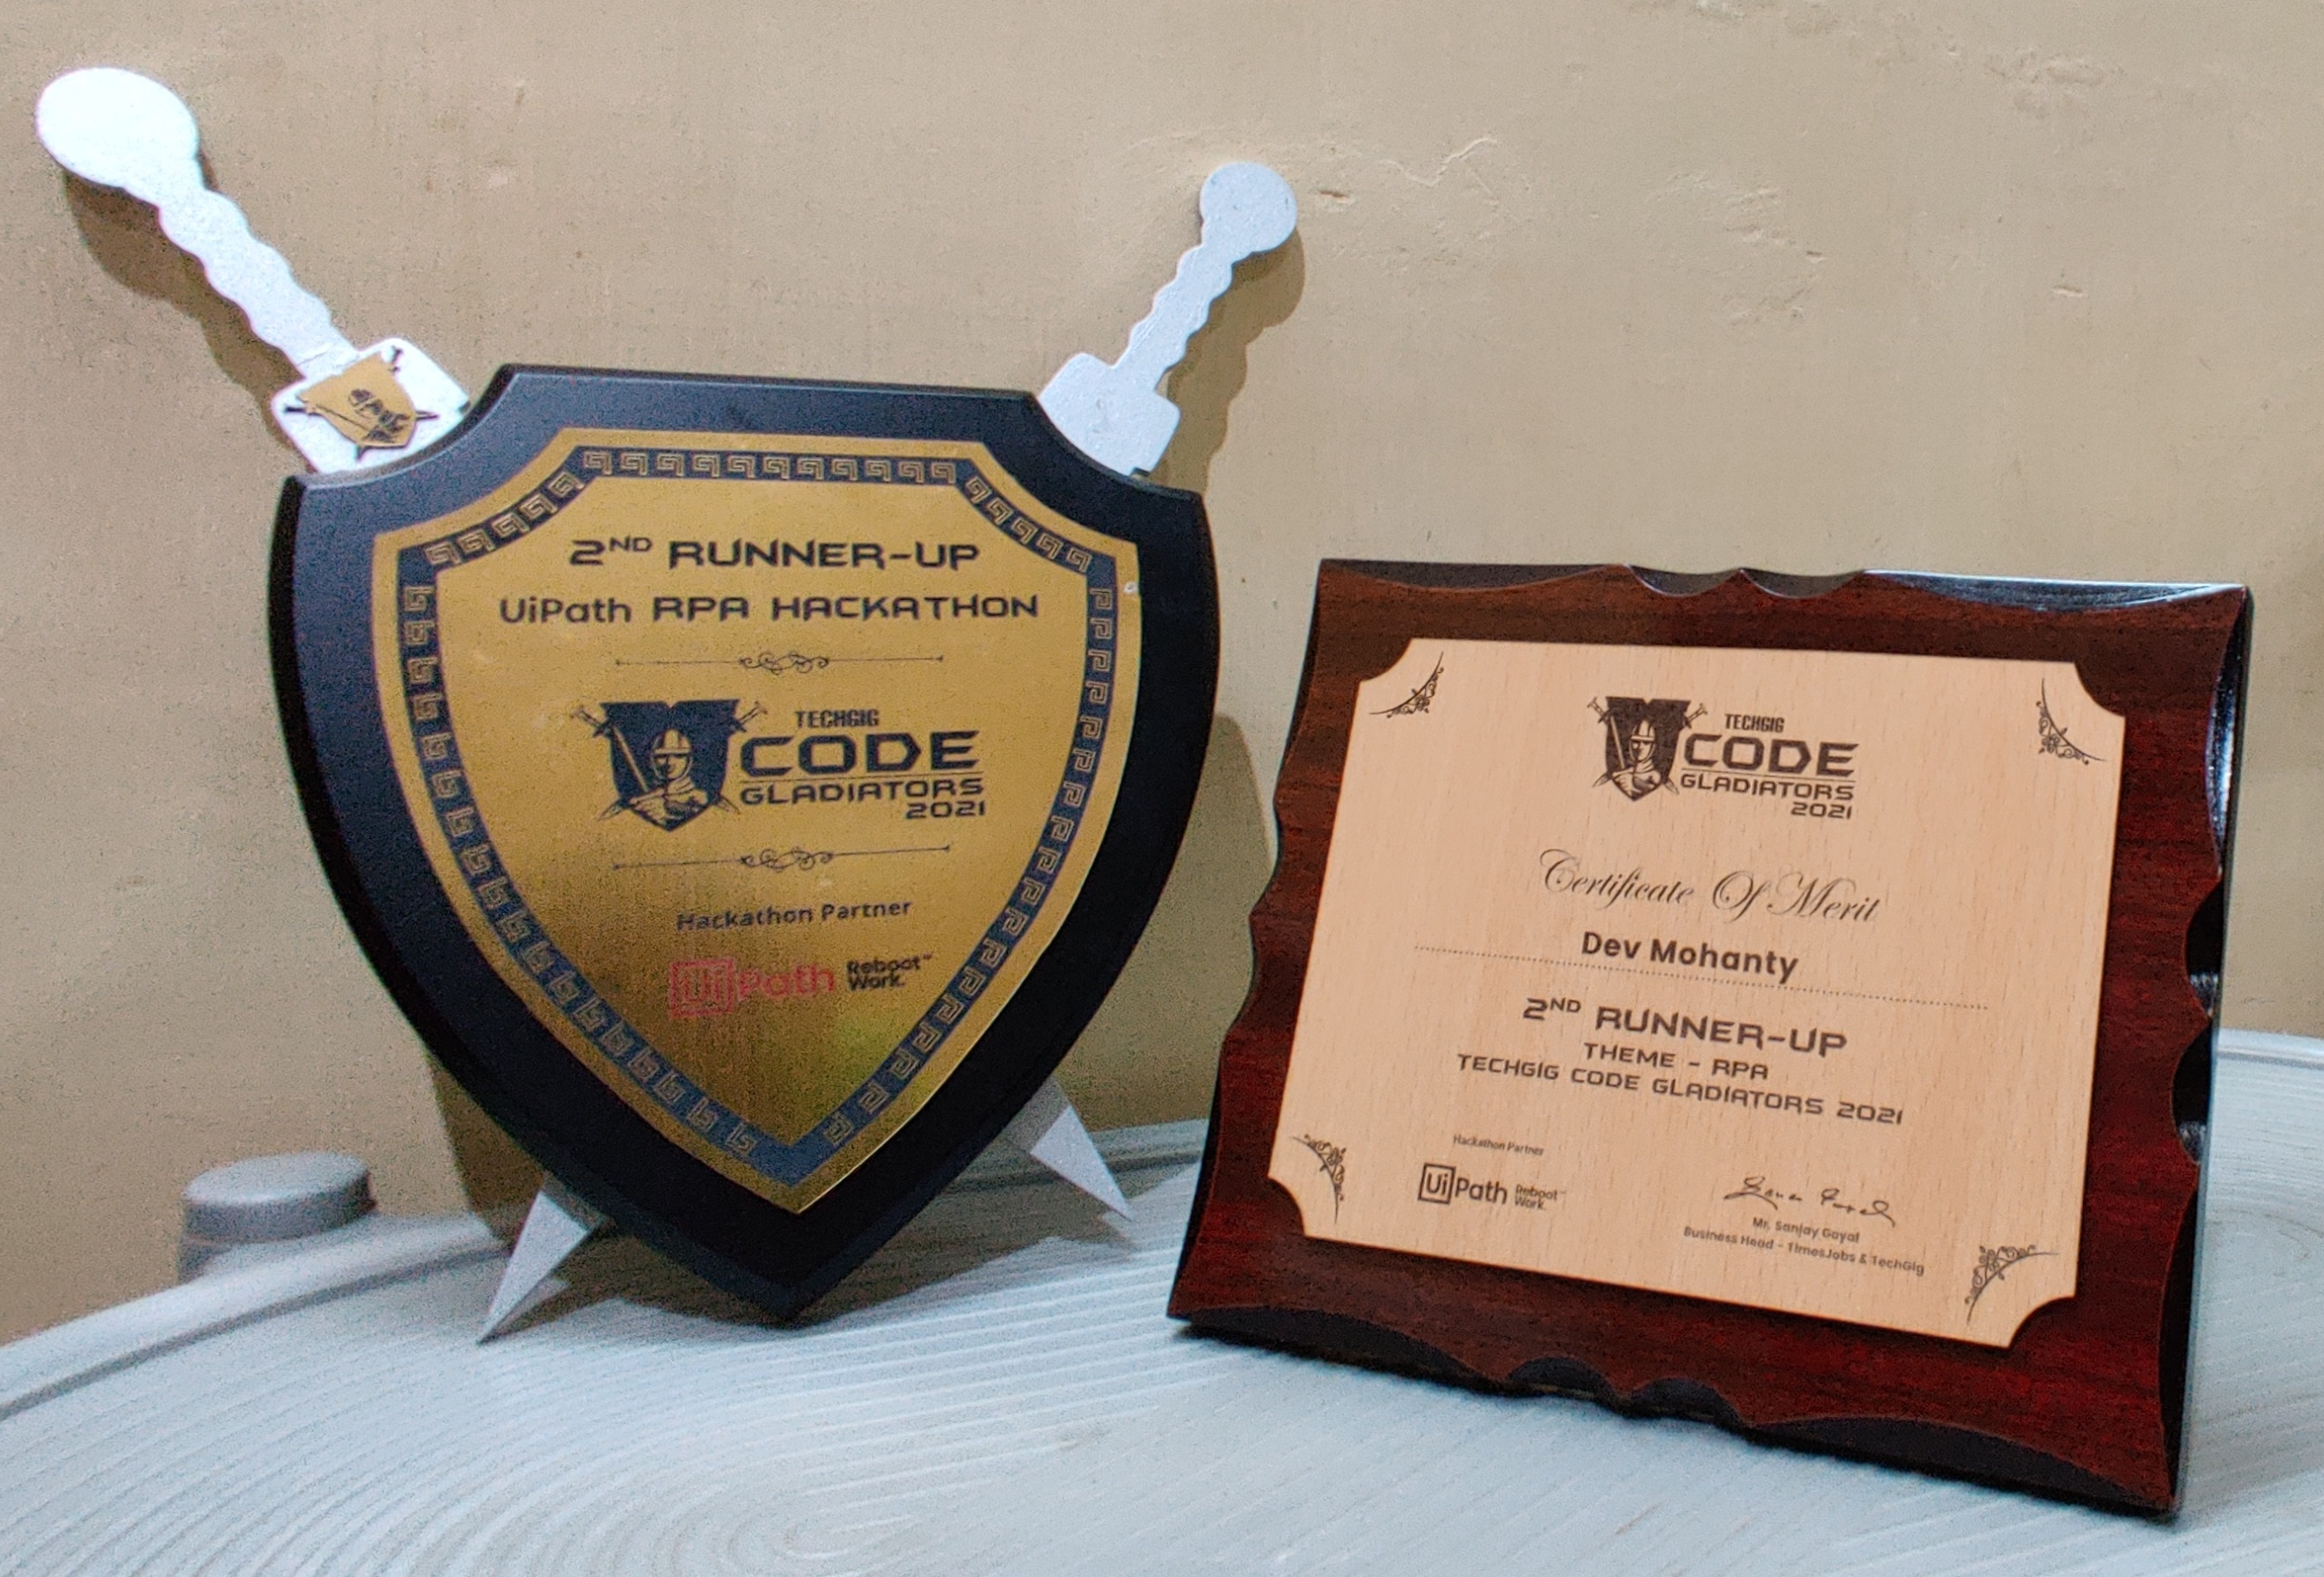 2ND RUNNER-UP
UiPath RPA HACKATHON
TECHGIG
CODE
GLADIATORS
2021
Hackathon Partner
UiPath Reboot™
Work.
TECHGIG
CODE
GLADIATORS
2021
Certificate Of Merit
Dev Mohanty
2ND RUNNER-UP
THEME - RPA
TECHGIG CODE GLADIATORS 2021
Hackathon Partner
UiPath Reboot™
Work.
Mr. Sanjay Goyal
Business Head - TimesJobs & TechGig